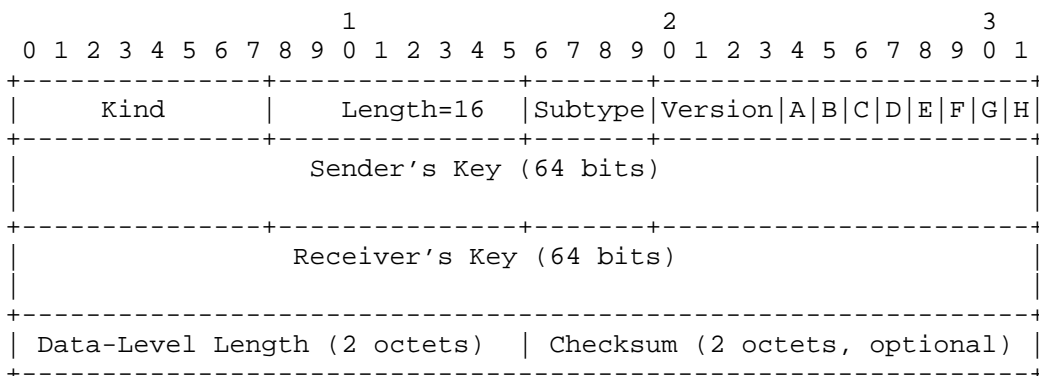 1 2 3
0 1 2 3 4 5 6 7 8 9 0 1 2 3 4 5 6 7 8 9 0 1 2 3 4 5 6 7 8 9 0 1
Kind | Length=16 |Subtype|Version|A|B|C|D|E|F|G|H|
Sender’s Key (64 bits)
Receiver’s Key (64 bits)
Data-Level Length (2 octets) | Checksum (2 octets, optional) |